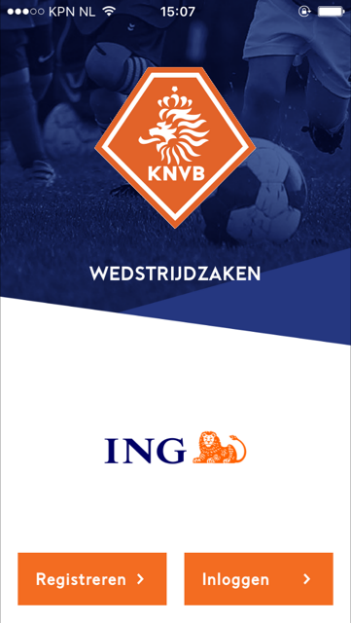 KPN NL 15:07
KNVB
WEDSTRIJDZAKEN
ING
Registreren > Inloggen >